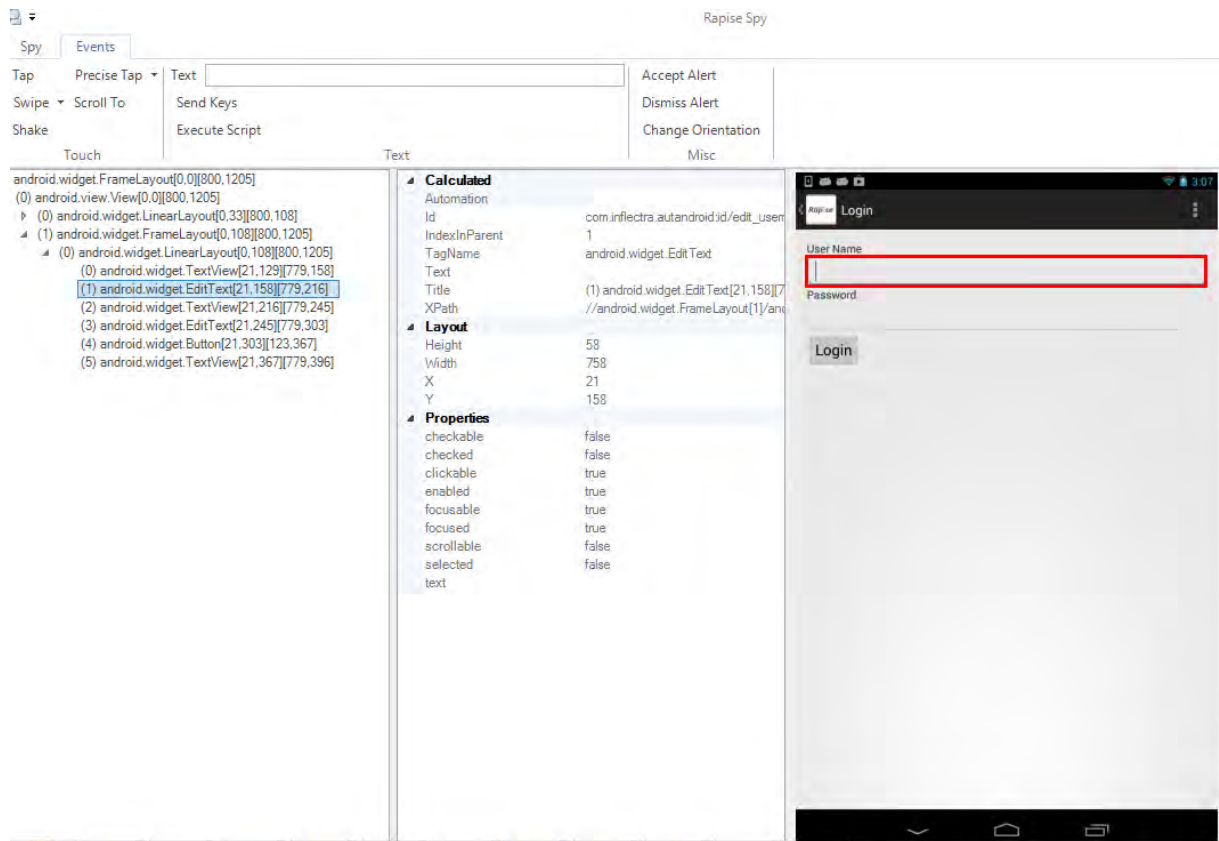 Rapise Spy
Spy Events
Tap Precise Tap Text Accept Alert
Swipe Scroll To Send Keys Dismiss Alert
Shake Execute Script Change Orientation
Touch Text Misc
android.widget.FrameLayout[0,0][800,1205]
(0) android.view.View[0,0][800,1205]
(0) android.widget.LinearLayout[0,33][800,108]
(1) android.widget.FrameLayout[0,108][800,1205]
(0) android.widget.LinearLayout[0,108][800,1205]
(0) android.widget.TextView[21,129][779,158]
(1) android.widget.EditText[21,158][779,216]
(2) android.widget.TextView[21,216][779,245]
(3) android.widget.EditText[21,245][779,303]
(4) android.widget.Button[21,303][123,367]
(5) android.widget.TextView[21,367][779,396]
Calculated
Automation
Id com.inflectra.autandroid:id/edit_usern
IndexInParent 1
TagName android.widget.EditText
Text
Title (1) android.widget.EditText[21,158][7
XPath //android.widget.FrameLayout[1]/and
Layout
Height 58
Width 758
X 21
Y 158
Properties
checkable false
checked false
clickable true
enabled true
focusable true
focused true
scrollable false
selected false
text
3:07
Rapise Login
User Name
Password
Login